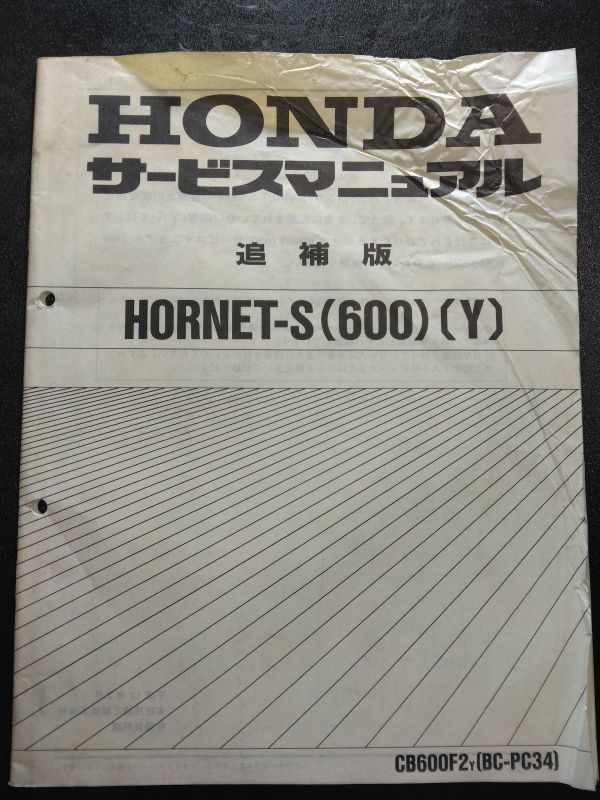 HONDA
サービスマニュアル
追補版
HORNET-S(600)〔Y〕
CB600F2Y(BC-PC34)